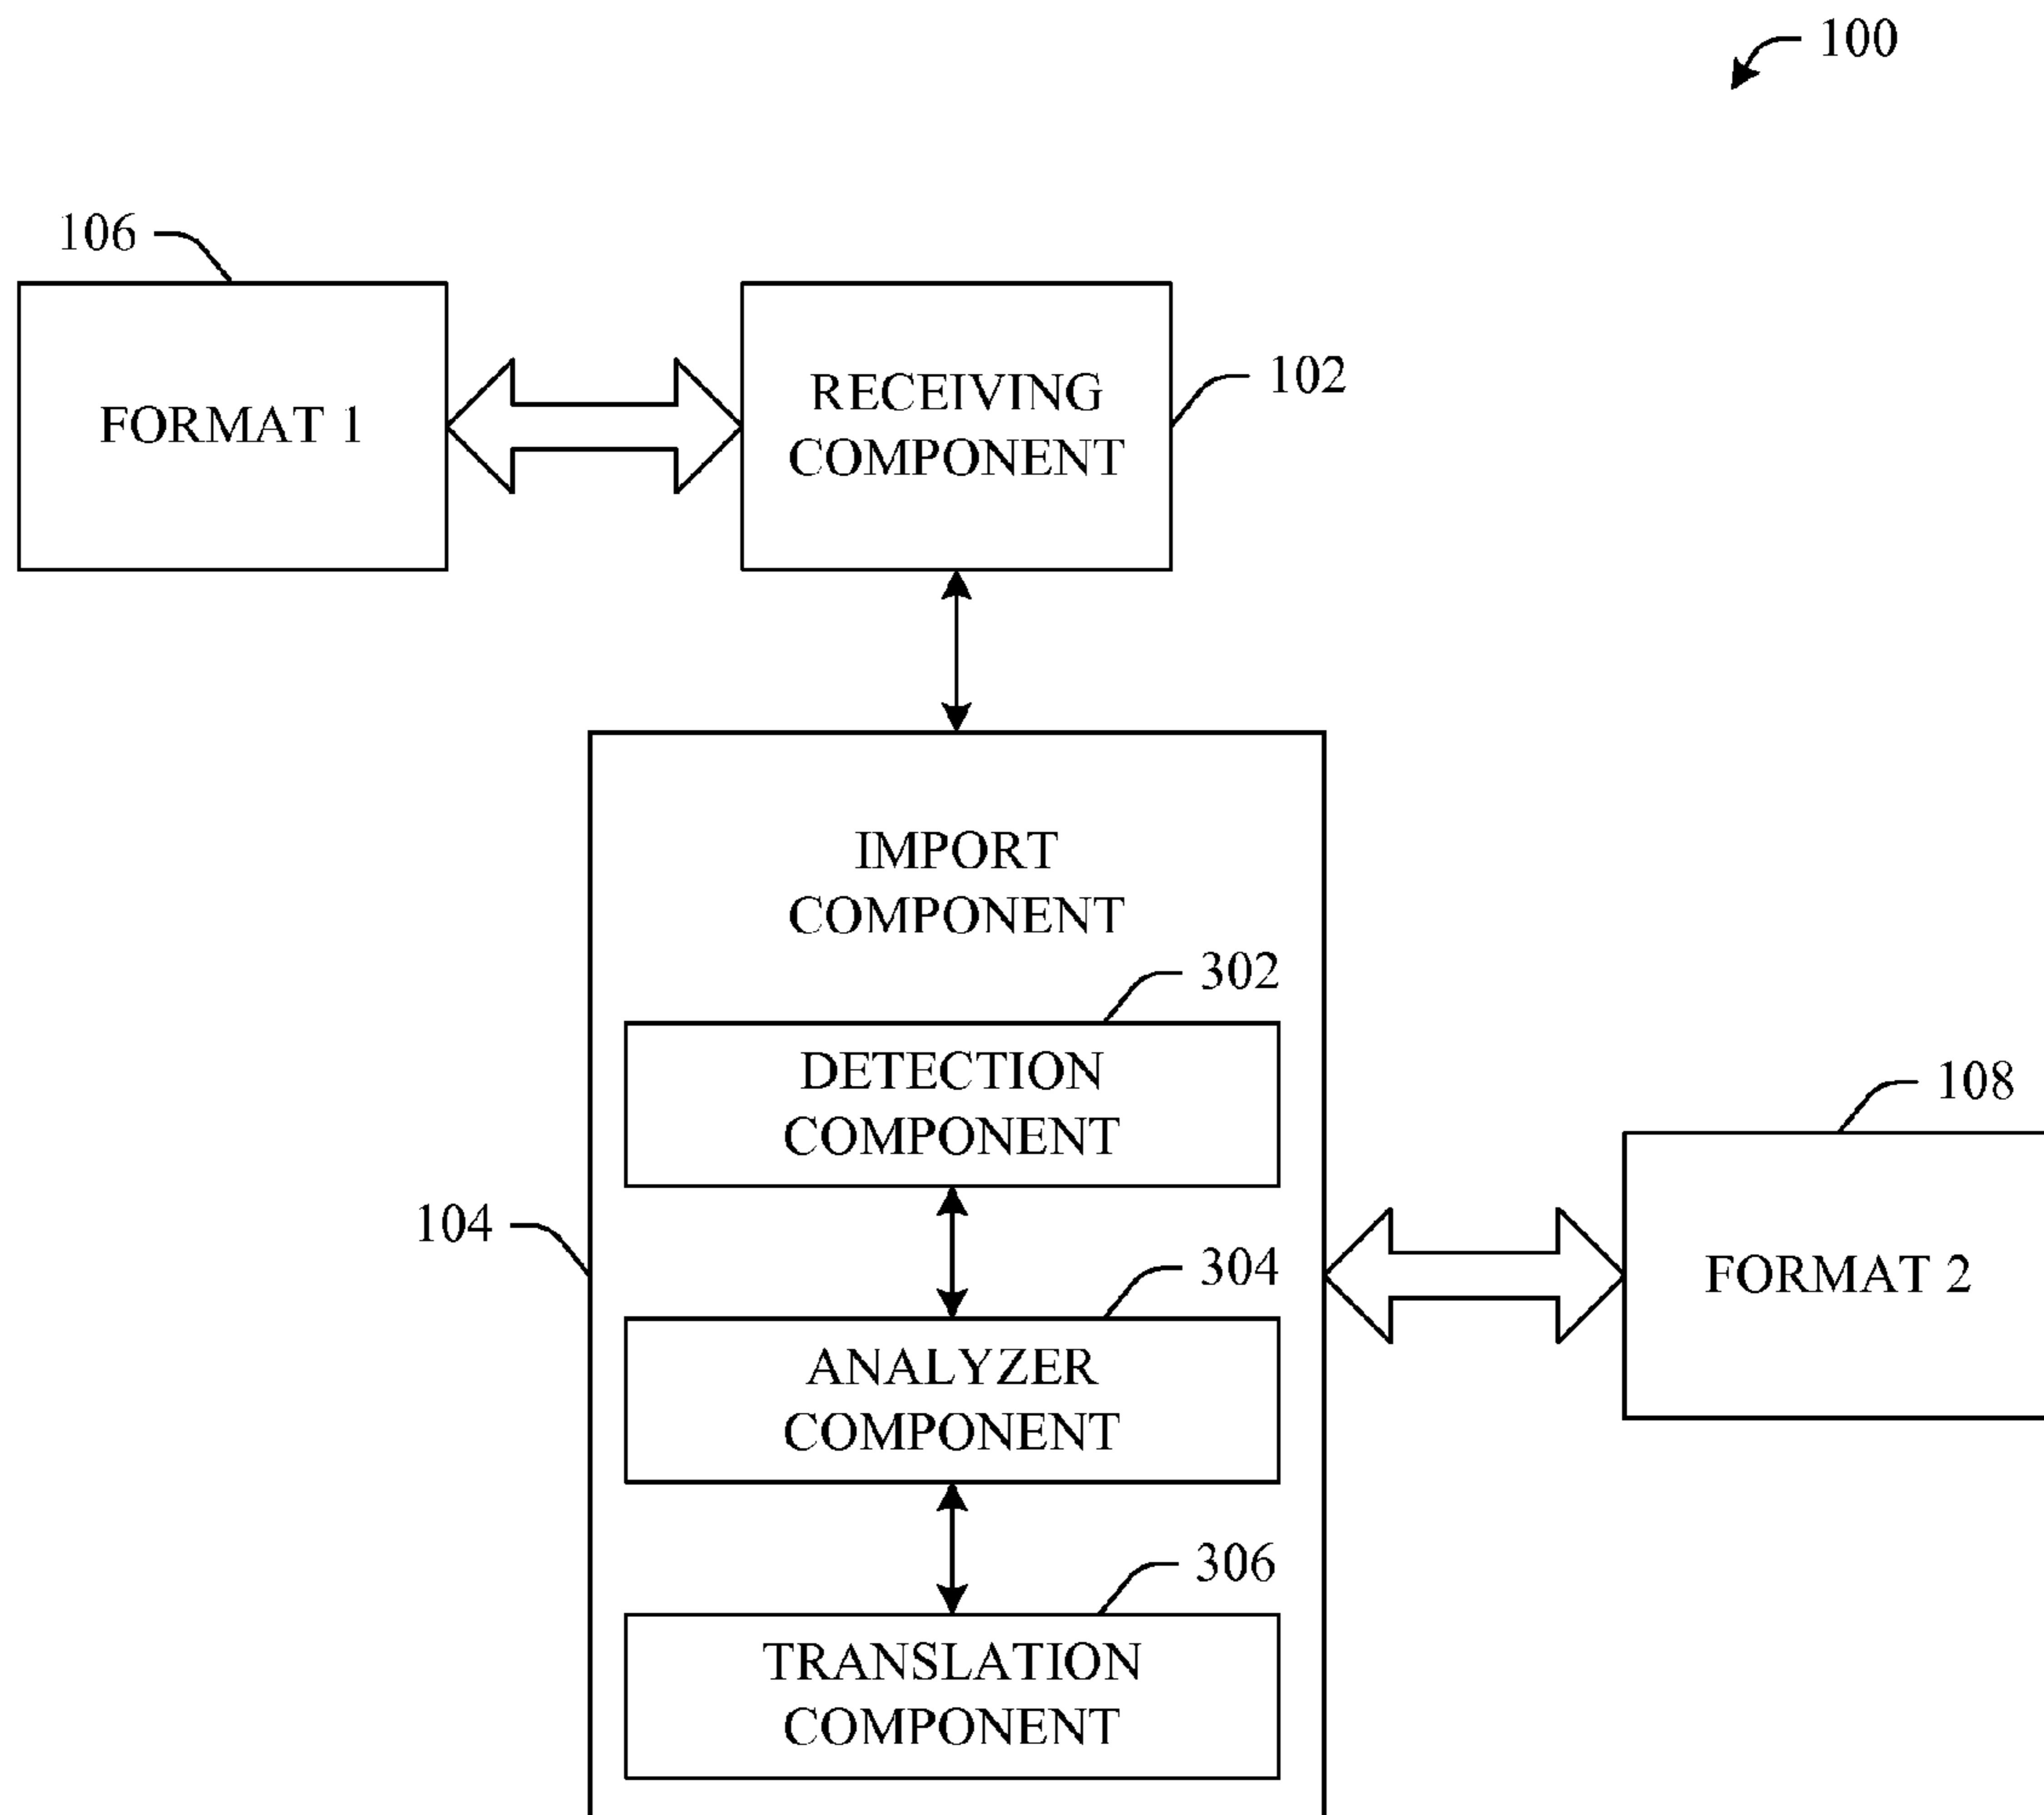 100
106
FORMAT 1
RECEIVING
COMPONENT
102
IMPORT
COMPONENT
302
DETECTION
COMPONENT
104
304
ANALYZER
COMPONENT
306
TRANSLATION
COMPONENT
108
FORMAT 2